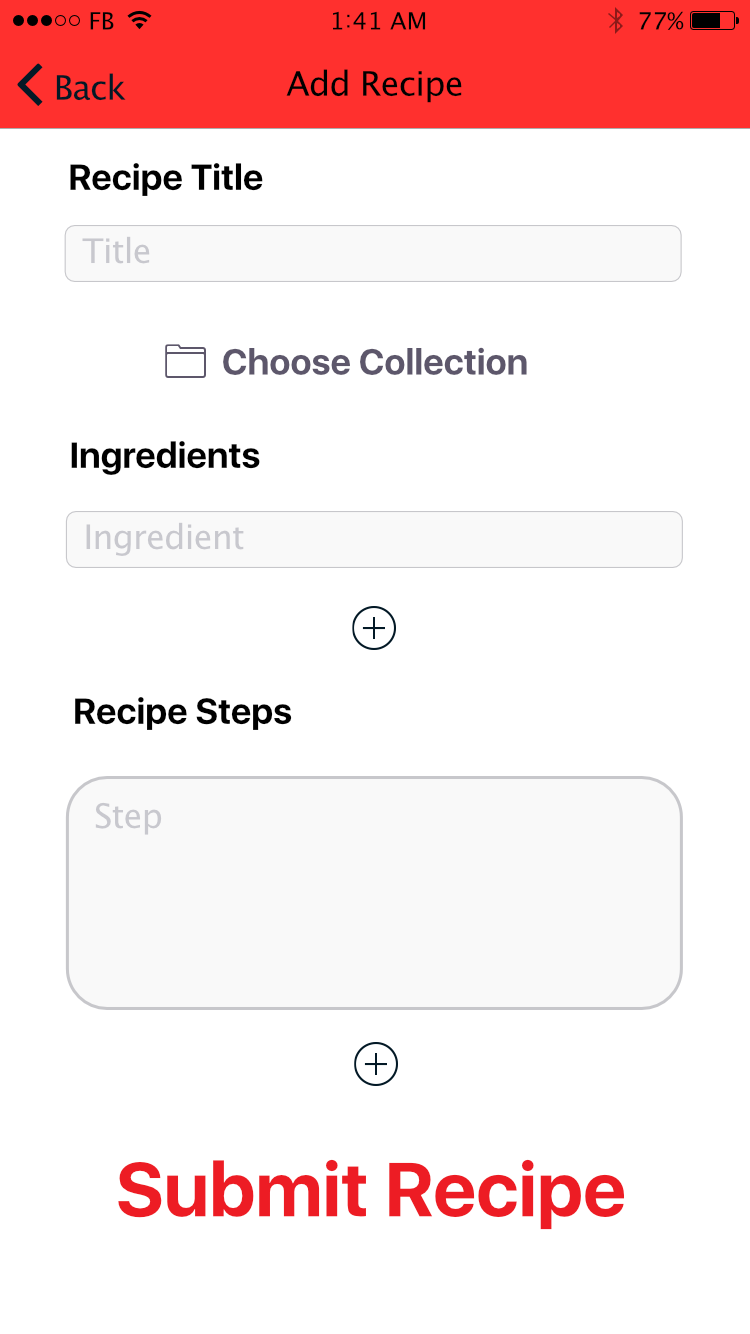 FB 1:41 AM 77%
Back Add Recipe
Recipe Title
Title
Choose Collection
Ingredients
Ingredient
Recipe Steps
Step
Submit Recipe